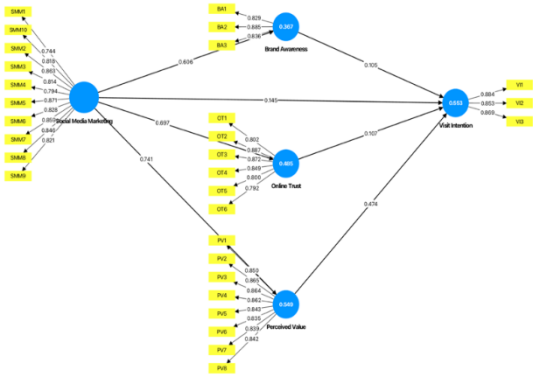 SMM1
SMM10
SMM2
SMM3
SMM4
SMM5
SMM6
SMM7
SMM8
SMM9
0.744
0.818
0.863
0.814
0.794
0.871
0.828
0.840
0.821
Social Media Marketing
BA1
BA2
BA3
0.829
0.885
0.836
0.367
Brand Awareness
0.606
0.105
0.145
0.697
0.741
OT1
OT2
OT3
OT4
OT5
OT6
0.802
0.887
0.872
0.849
0.800
0.792
Online Trust
0.107
0.474
PV1
PV2
PV3
PV4
PV5
PV6
PV7
PV8
0.859
0.865
0.864
0.862
0.843
0.835
0.839
0.842
0.549
Perceived Value
0.553
Visit Intention
0.884
0.853
0.869
VI1
VI2
VI3